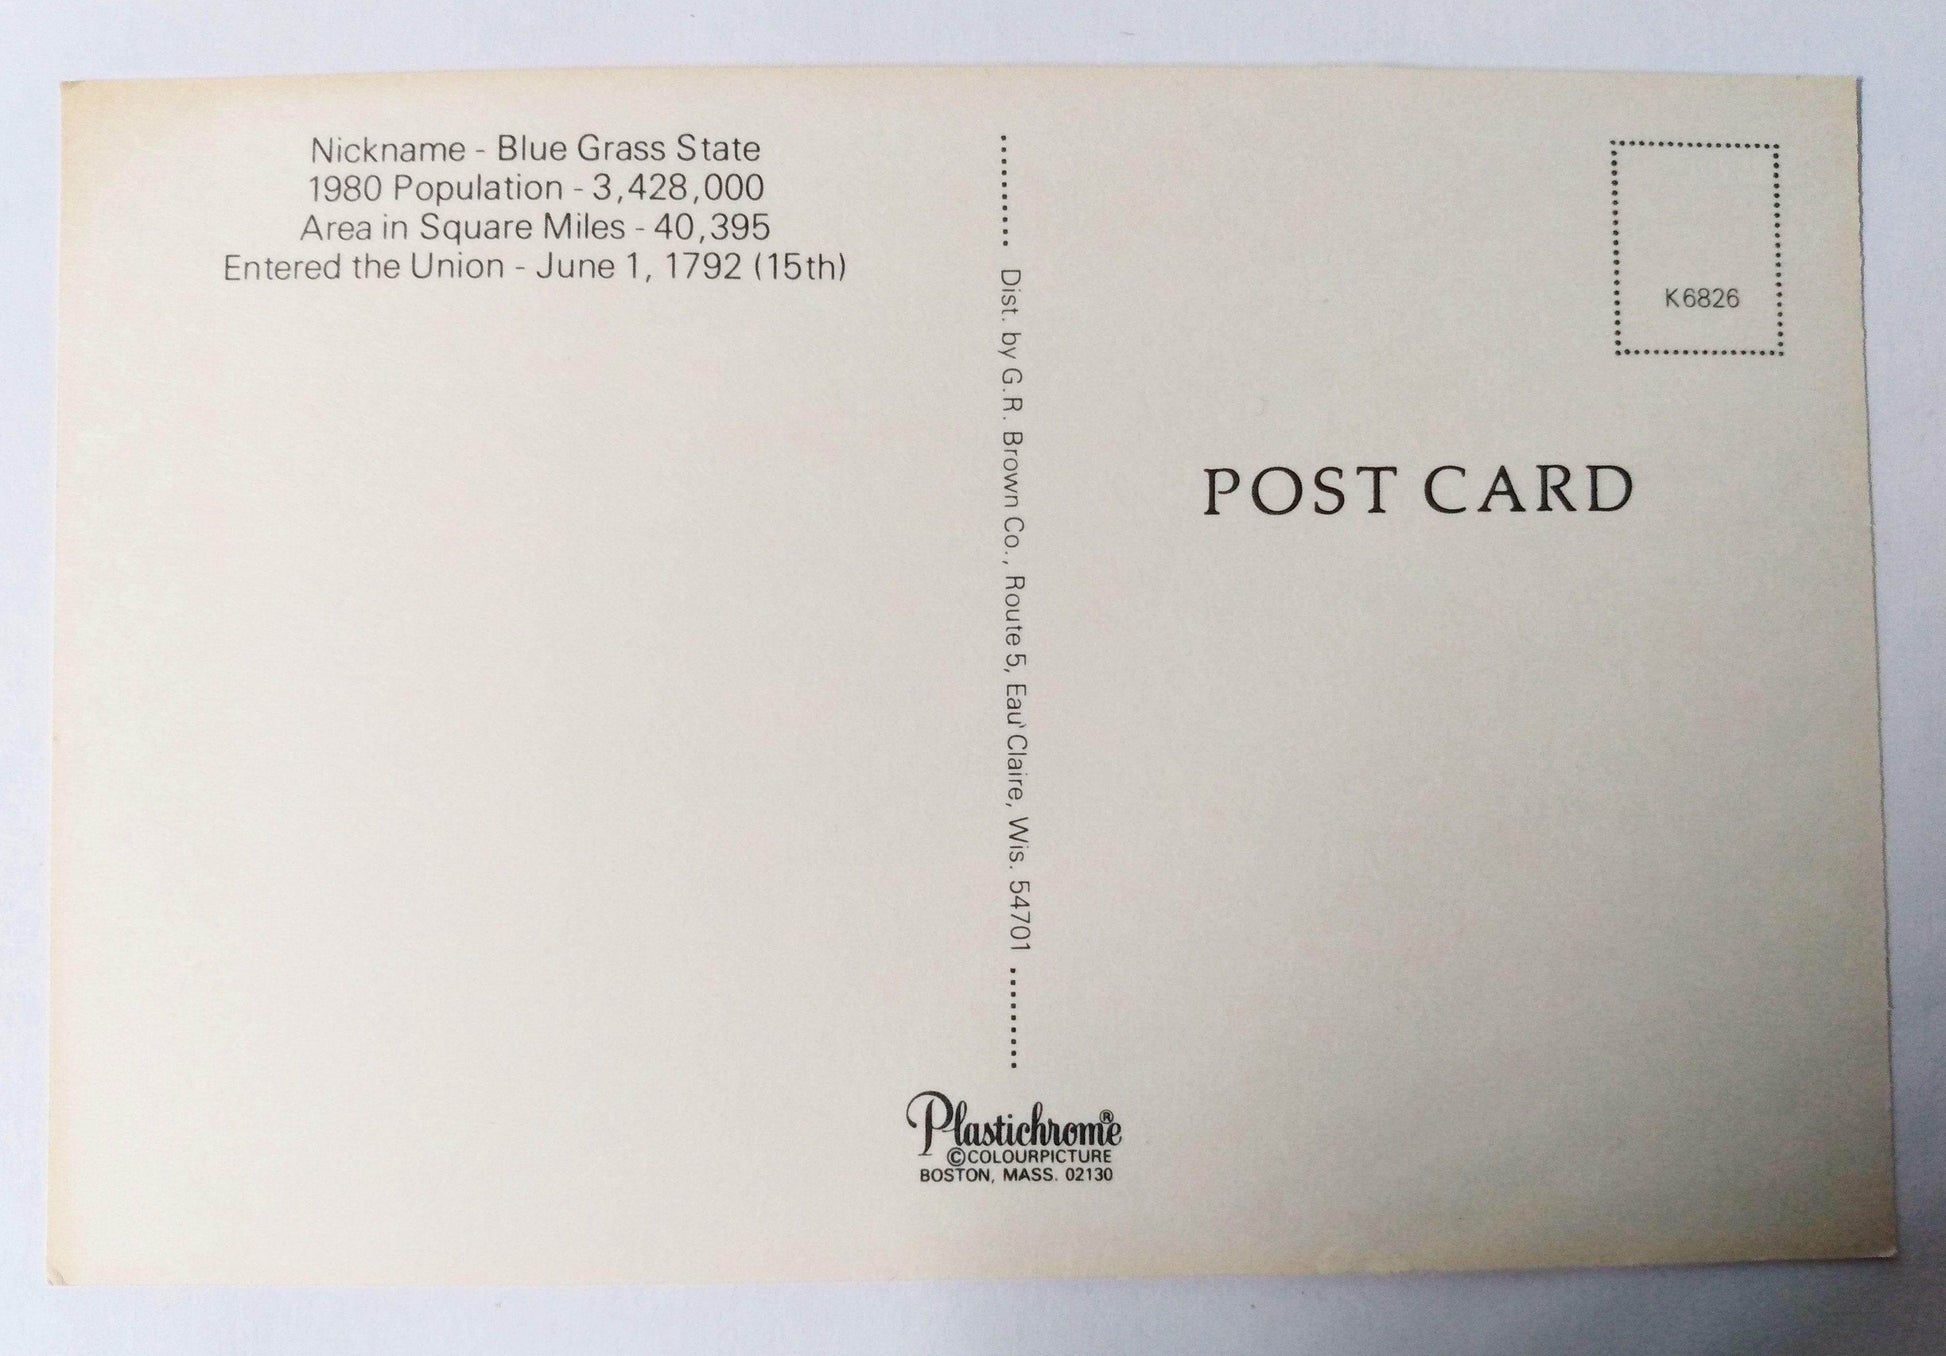 Nickname - Blue Grass State
1980 Population - 3,428,000
Area in Square Miles - 40,395
Entered the Union - June 1, 1792 (15th)
Dist. by G.R. Brown Co., Route 5, Eau'Claire, Wis. 54701
Plastichrome®
©COLOURPICTURE
BOSTON, MASS. 02130
K6826
POST CARD